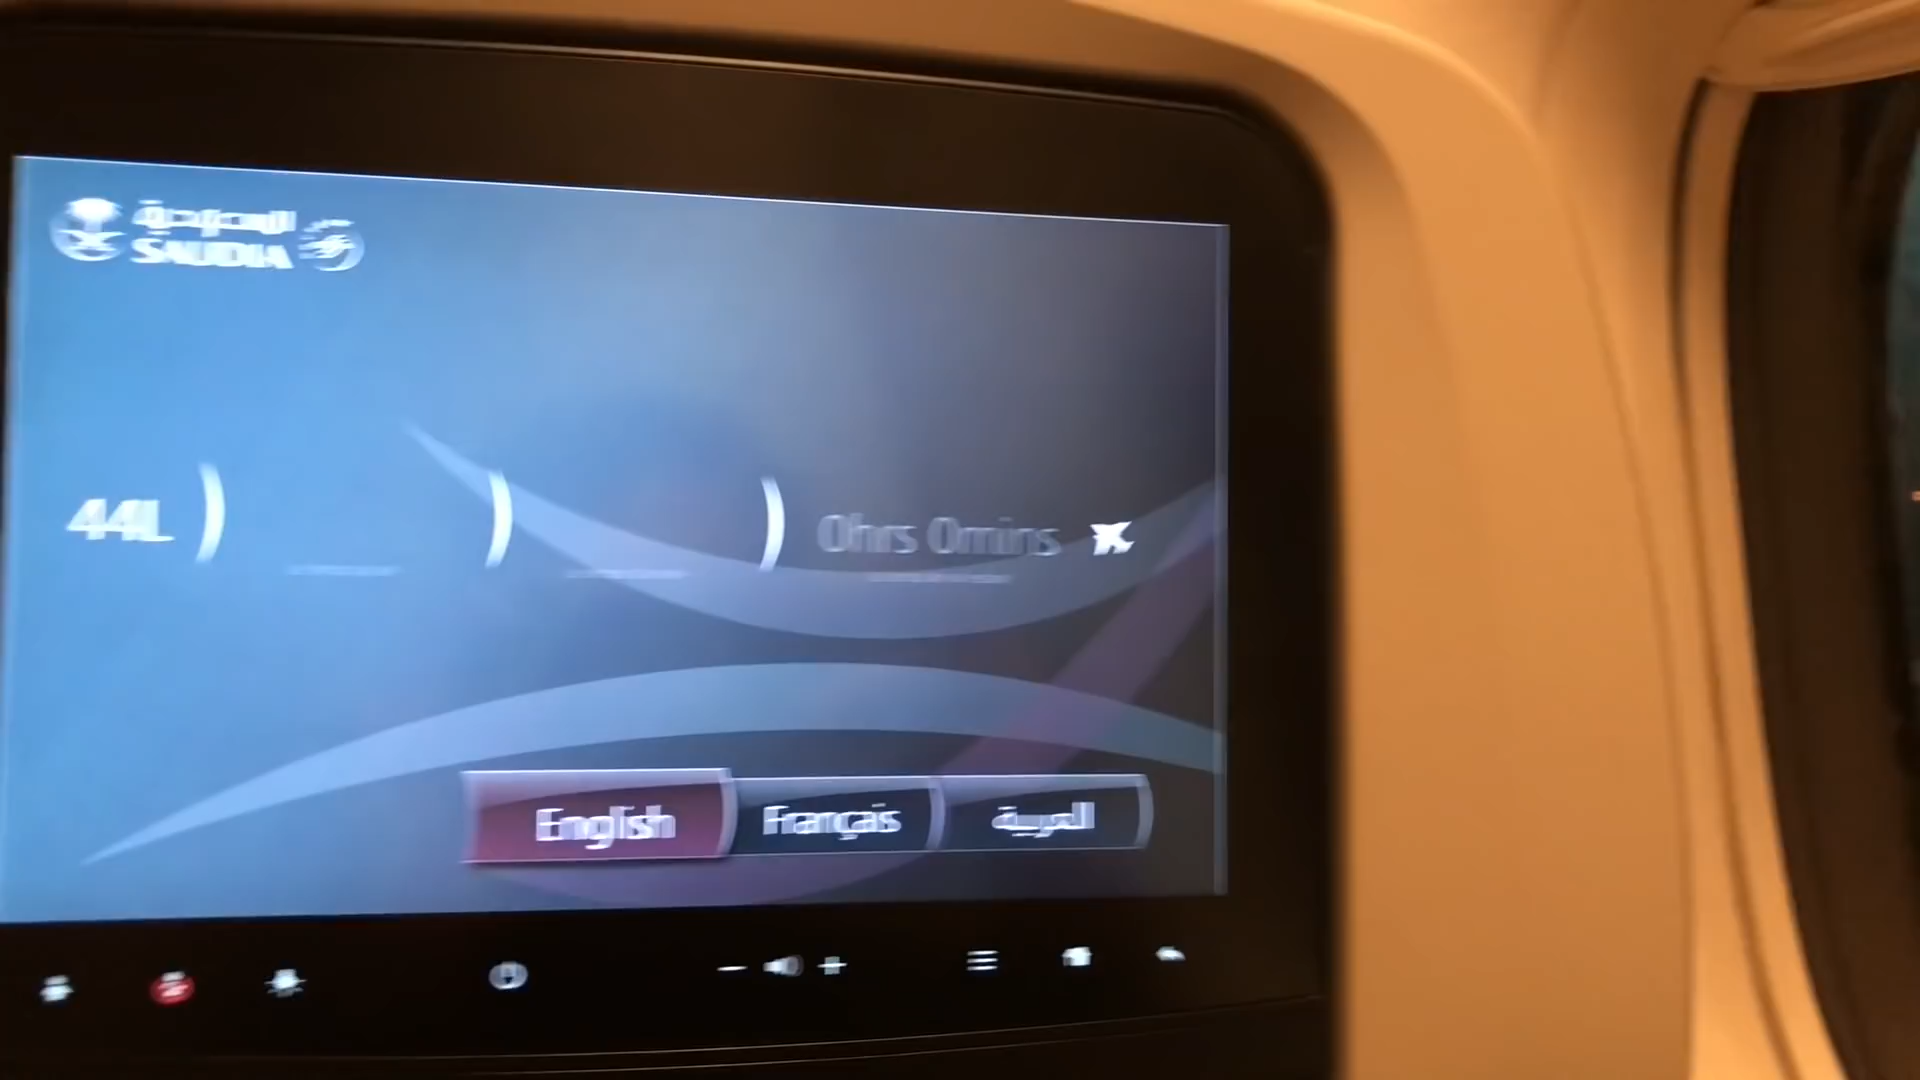 السعودية
SAUDIA
44L
0hrs 0mins
English
Français
العربية